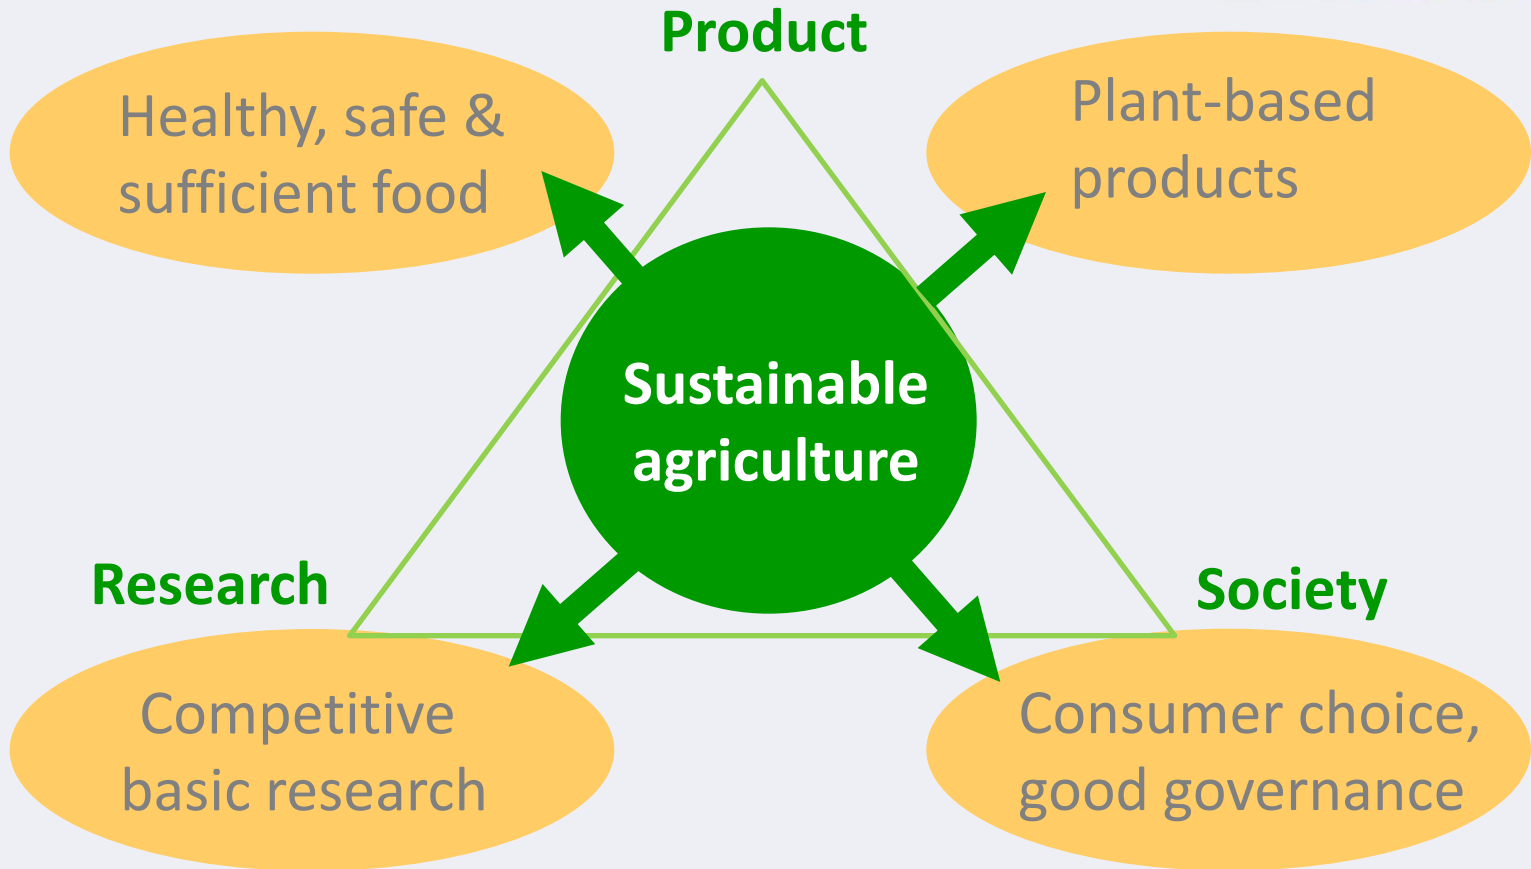 Product
Healthy, safe &
sufficient food
Plant-based
products
Sustainable
agriculture
Research
Society
Competitive
basic research
Consumer choice,
good governance